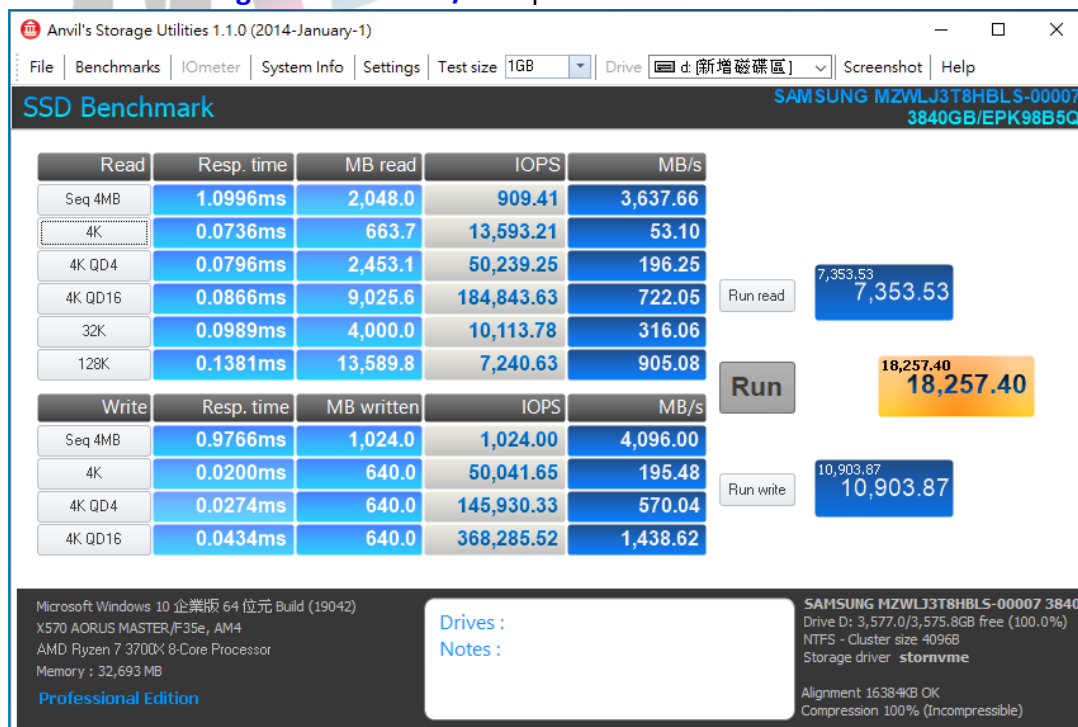 Anvil's Storage Utilities 1.1.0 (2014-January-1)
File Benchmarks IOmeter System Info Settings Test size 1GB Drive d: [新增磁碟區] Screenshot Help
SSD Benchmark
SAMSUNG MZWLJ3T8HBLS-00007
3840GB/EPK98B5Q
Read Resp. time MB read IOPS MB/s
Seq 4MB 1.0996ms 2,048.0 909.41 3,637.66
4K 0.0736ms 663.7 13,593.21 53.10
4K QD4 0.0796ms 2,453.1 50,239.25 196.25
4K QD16 0.0866ms 9,025.6 184,843.63 722.05
32K 0.0989ms 4,000.0 10,113.78 316.06
128K 0.1381ms 13,589.8 7,240.63 905.08
Run read
7,353.53
7,353.53
Run
18,257.40
18,257.40
Write Resp. time MB written IOPS MB/s
Seq 4MB 0.9766ms 1,024.0 1,024.00 4,096.00
4K 0.0200ms 640.0 50,041.65 195.48
4K QD4 0.0274ms 640.0 145,930.33 570.04
4K QD16 0.0434ms 640.0 368,285.52 1,438.62
Run write
10,903.87
10,903.87
Microsoft Windows 10 企業版 64 位元 Build (19042)
X570 AORUS MASTER/F35e, AM4
AMD Ryzen 7 3700X 8-Core Processor
Memory : 32,693 MB
Professional Edition
Drives :
Notes :
SAMSUNG MZWLJ3T8HBLS-00007 3840
Drive D: 3,577.0/3,575.8GB free (100.0%)
NTFS - Cluster size 4096B
Storage driver stornvme
Alignment 16384KB OK
Compression 100% (Incompressible)